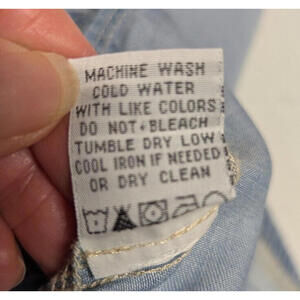 MACHINE WASH
COLD WATER
WITH LIKE COLORS
DO NOT BLEACH
TUMBLE DRY LOW
COOL IRON IF NEEDED
OR DRY CLEAN